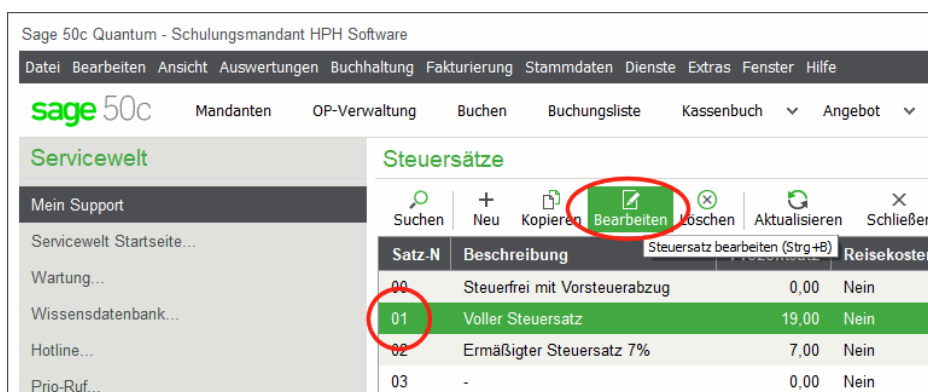 Sage 50c Quantum - Schulungsmandant HPH Software
Datei Bearbeiten Ansicht Auswertungen Buchhaltung Fakturierung Stammdaten Dienste Extras Fenster Hilfe
sage 50c Mandanten OP-Verwaltung Buchen Buchungsliste Kassenbuch Angebot
Servicewelt Steuersätze
Mein Support
Suchen Neu Kopieren Bearbeiten Löschen Aktualisieren Schließen
Servicewelt Startseite...
Steuersatz bearbeiten (Strg+B)
Satz-N Beschreibung Prozentsatz Reisekosten
Wartung...
00 Steuerfrei mit Vorsteuerabzug 0,00 Nein
Wissensdatenbank...
01 Voller Steuersatz 19,00 Nein
Hotline...
02 Ermäßigter Steuersatz 7% 7,00 Nein
Prio-Ruf...
03 - 0,00 Nein